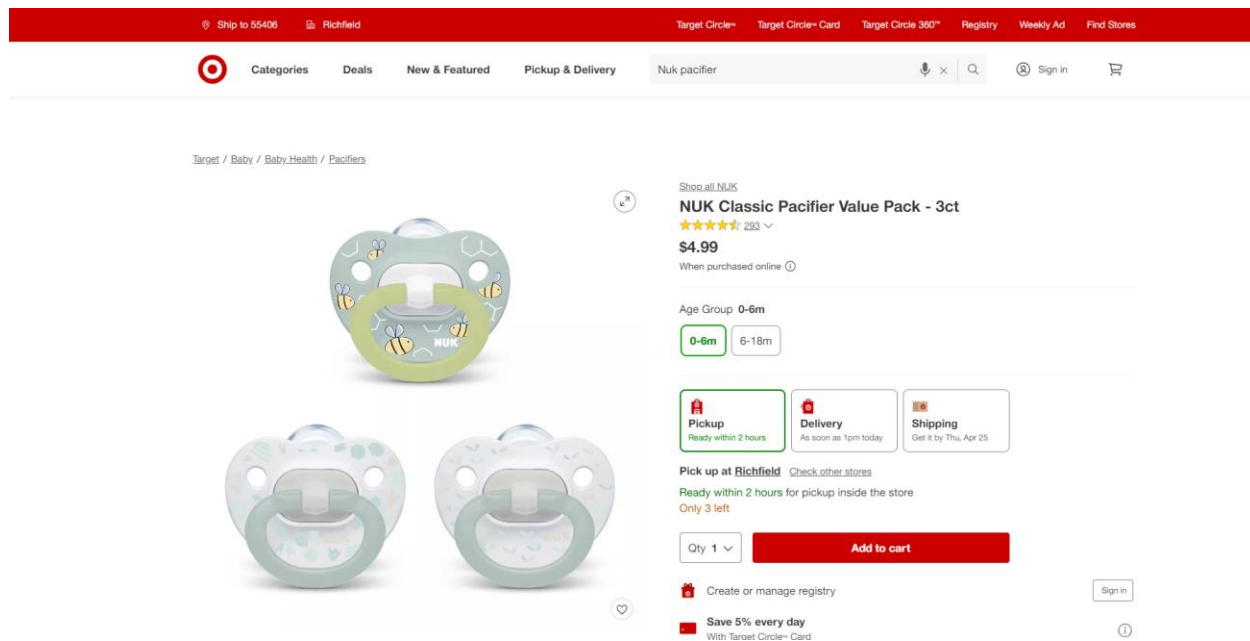 Ship to 55406 Richfield Target Circle™ Target Circle™ Card Target Circle 360™ Registry Weekly Ad Find Stores
Categories Deals New & Featured Pickup & Delivery Nuk pacifier Sign in
Target / Baby / Baby Health / Pacifiers
Shop all NUK
NUK Classic Pacifier Value Pack - 3ct
293
$4.99
When purchased online
Age Group 0-6m
0-6m 6-18m
NUK
Pickup Delivery Shipping
Ready within 2 hours As soon as 1pm today Get it by Thu, Apr 25
Pick up at Richfield Check other stores
Ready within 2 hours for pickup inside the store
Only 3 left
Qty 1 Add to cart
Create or manage registry Sign in
Save 5% every day
With Target Circle™ Card